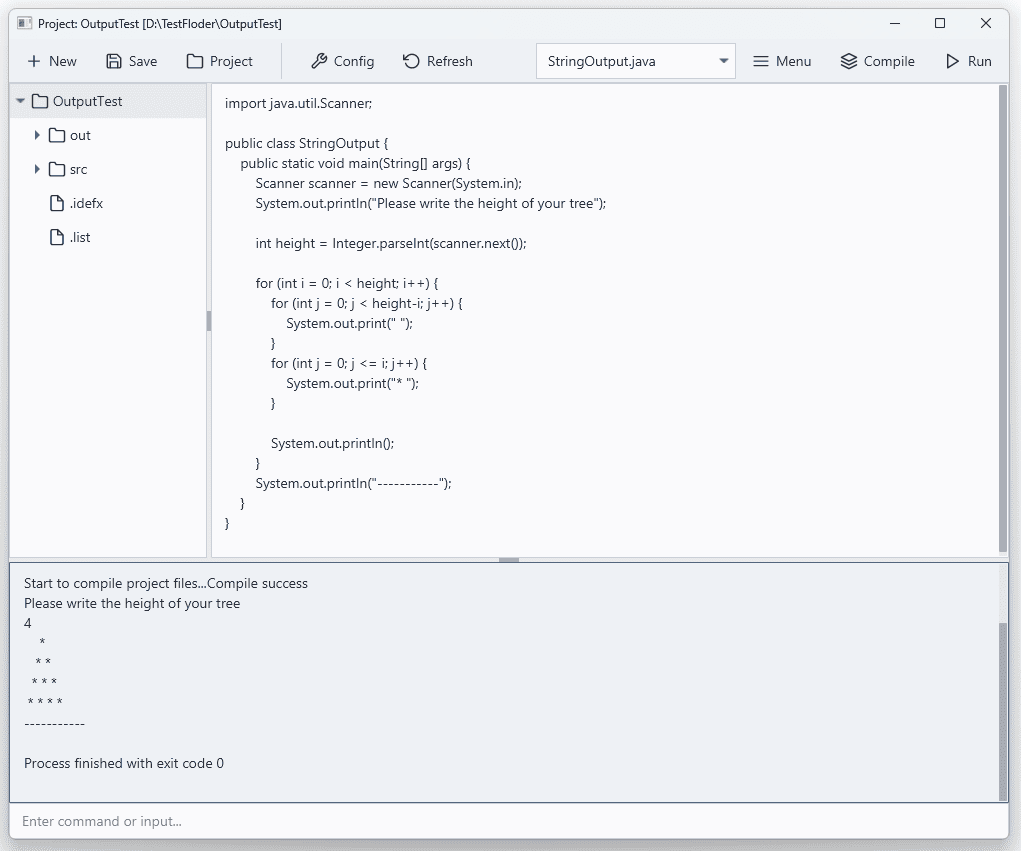 Project: OutputTest [D:\TestFloder\OutputTest]
New Save Project Config Refresh StringOutput.java Menu Compile Run
OutputTest
out
src
.idefx
.list
import java.util.Scanner;
public class StringOutput {
public static void main(String[] args) {
Scanner scanner = new Scanner(System.in);
System.out.println("Please write the height of your tree");
int height = Integer.parseInt(scanner.next());
for (int i = 0; i < height; i++) {
for (int j = 0; j < height-i; j++) {
System.out.print(" ");
}
for (int j = 0; j <= i; j++) {
System.out.print("* ");
}
System.out.println();
}
System.out.println("-----------");
}
}
Start to compile project files...Compile success
Please write the height of your tree
4
*
* *
* * *
* * * *
-----------
Process finished with exit code 0
Enter command or input...